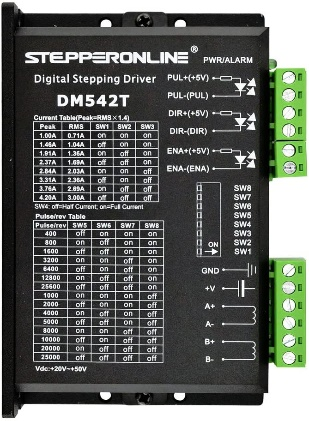 STEPPERONLINE®
PWR/ALARM
Digital Stepping Driver
DM542T
Current Table(Peak=RMS×1.4)
Peak RMS SW1 SW2 SW3
1.00A 0.71A on on on
1.46A 1.04A off on on
1.91A 1.36A on off on
2.37A 1.69A off off on
2.84A 2.03A on on off
3.31A 2.36A off on off
3.76A 2.69A on off off
4.20A 3.00A off off off
SW4: off=Half Current; on=Full Current
Pulse/rev Table
Pulse/rev SW5 SW6 SW7 SW8
400 off on on on
800 on off on on
1600 off off on on
3200 on on off on
6400 off on off on
12800 on off off on
25600 off off off on
1000 on on on off
2000 off on on off
4000 on off on off
5000 off off on off
8000 on on off off
10000 off on off off
20000 on off off off
25000 off off off off
Vdc:+20V~+50V
PUL+(+5V)
PUL-(PUL)
DIR+(+5V)
DIR-(DIR)
ENA+(+5V)
ENA-(ENA)
SW8
SW7
SW6
SW5
SW4
SW3
SW2
SW1
ON
GND
+V
A+
A-
B+
B-